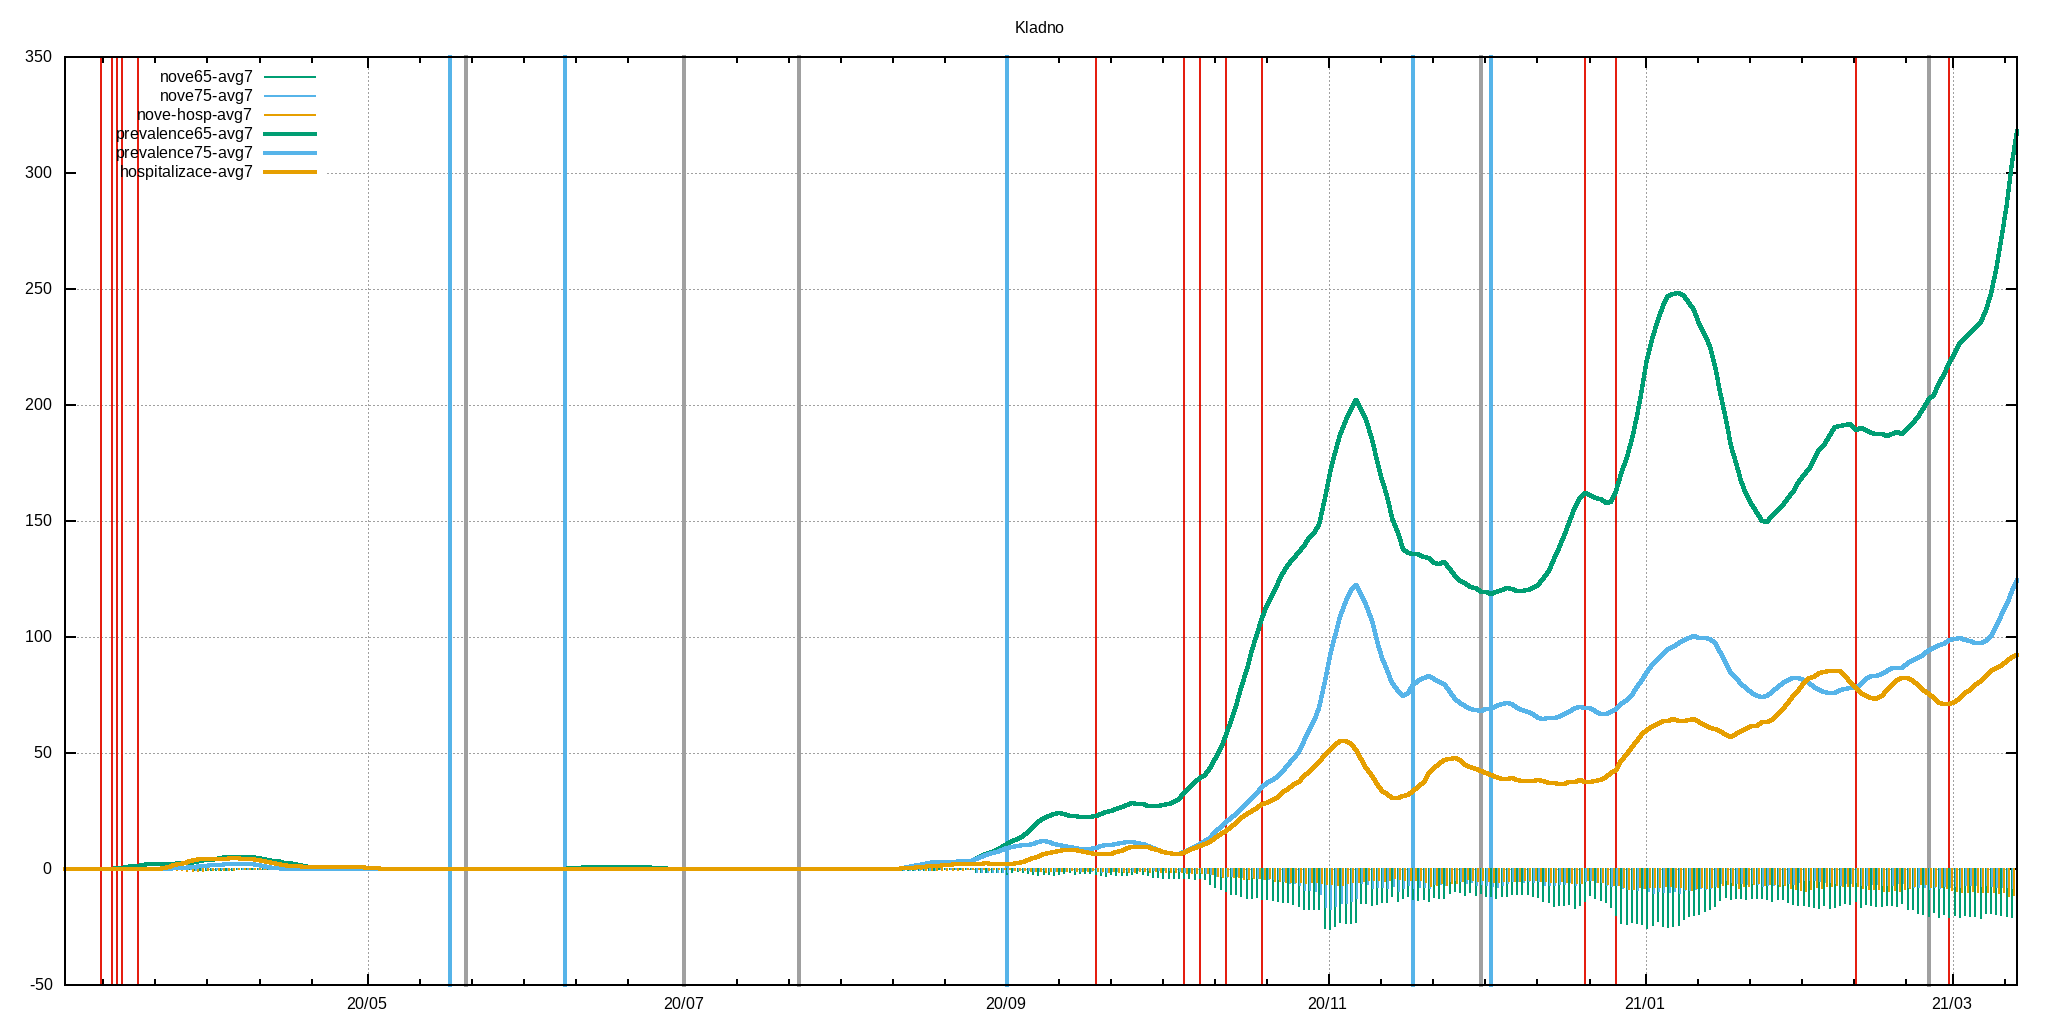 Kladno
350
300
250
200
150
100
50
0
-50
nove65-avg7
nove75-avg7
nove-hosp-avg7
prevalence65-avg7
prevalence75-avg7
hospitalizace-avg7
20/05
20/07
20/09
20/11
21/01
21/03